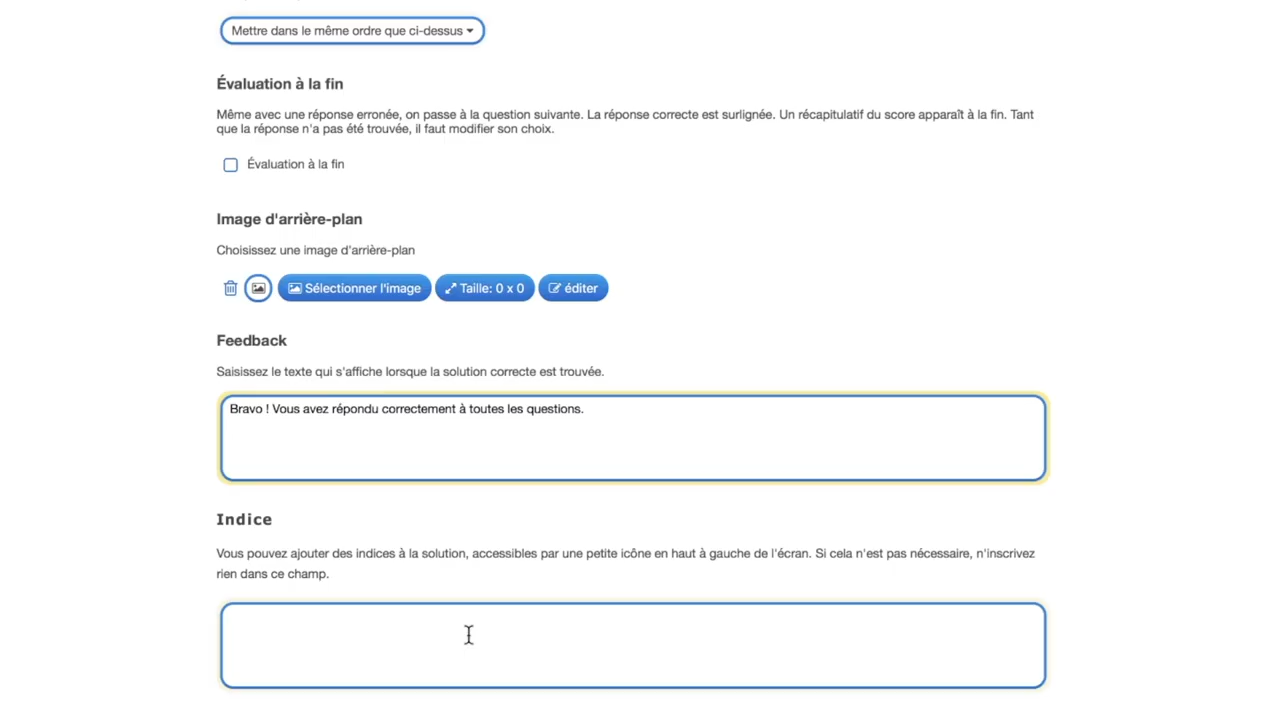 Mettre dans le même ordre que ci-dessus
Évaluation à la fin
Même avec une réponse erronée, on passe à la question suivante. La réponse correcte est surlignée. Un récapitulatif du score apparaît à la fin. Tant
que la réponse n'a pas été trouvée, il faut modifier son choix.
Évaluation à la fin
Image d'arrière-plan
Choisissez une image d'arrière-plan
Sélectionner l'image Taille: 0 x 0 éditer
Feedback
Saisissez le texte qui s'affiche lorsque la solution correcte est trouvée.
Bravo ! Vous avez répondu correctement à toutes les questions.
Indice
Vous pouvez ajouter des indices à la solution, accessibles par une petite icône en haut à gauche de l'écran. Si cela n'est pas nécessaire, n'inscrivez
rien dans ce champ.